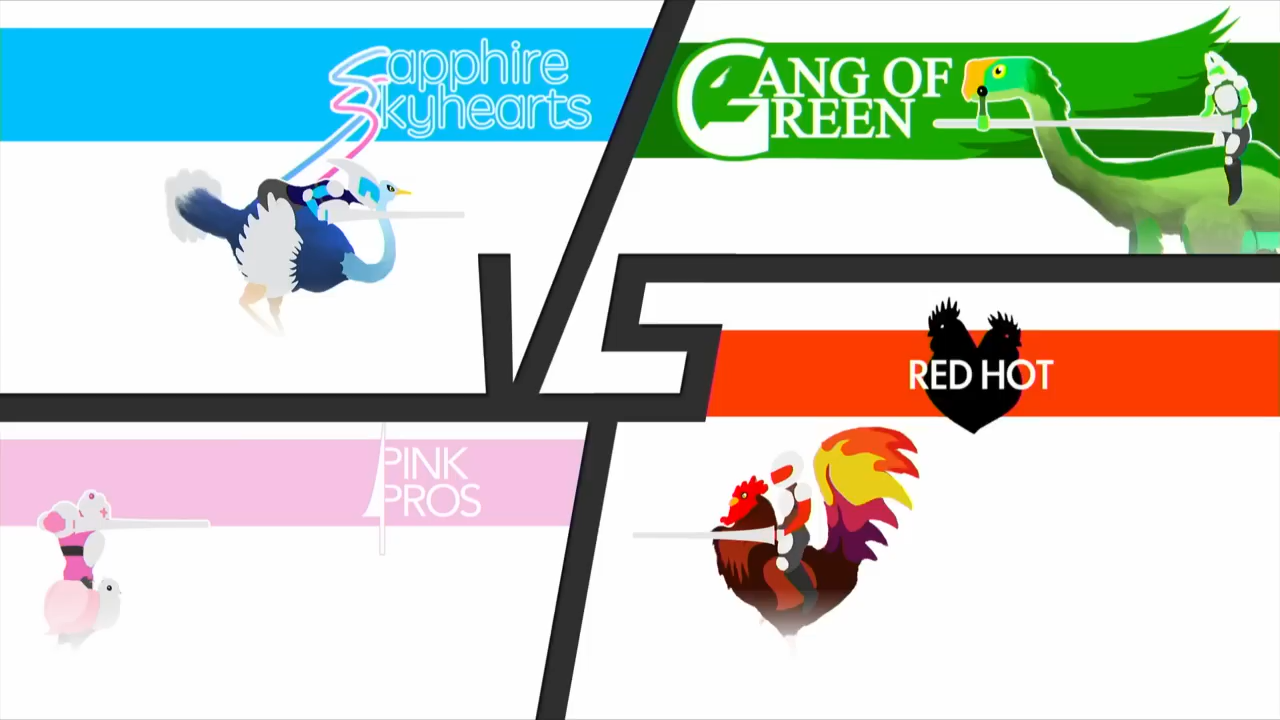 Sapphire
Skyhearts
GANG OF
GREEN
VS
RED HOT
PINK
PROS